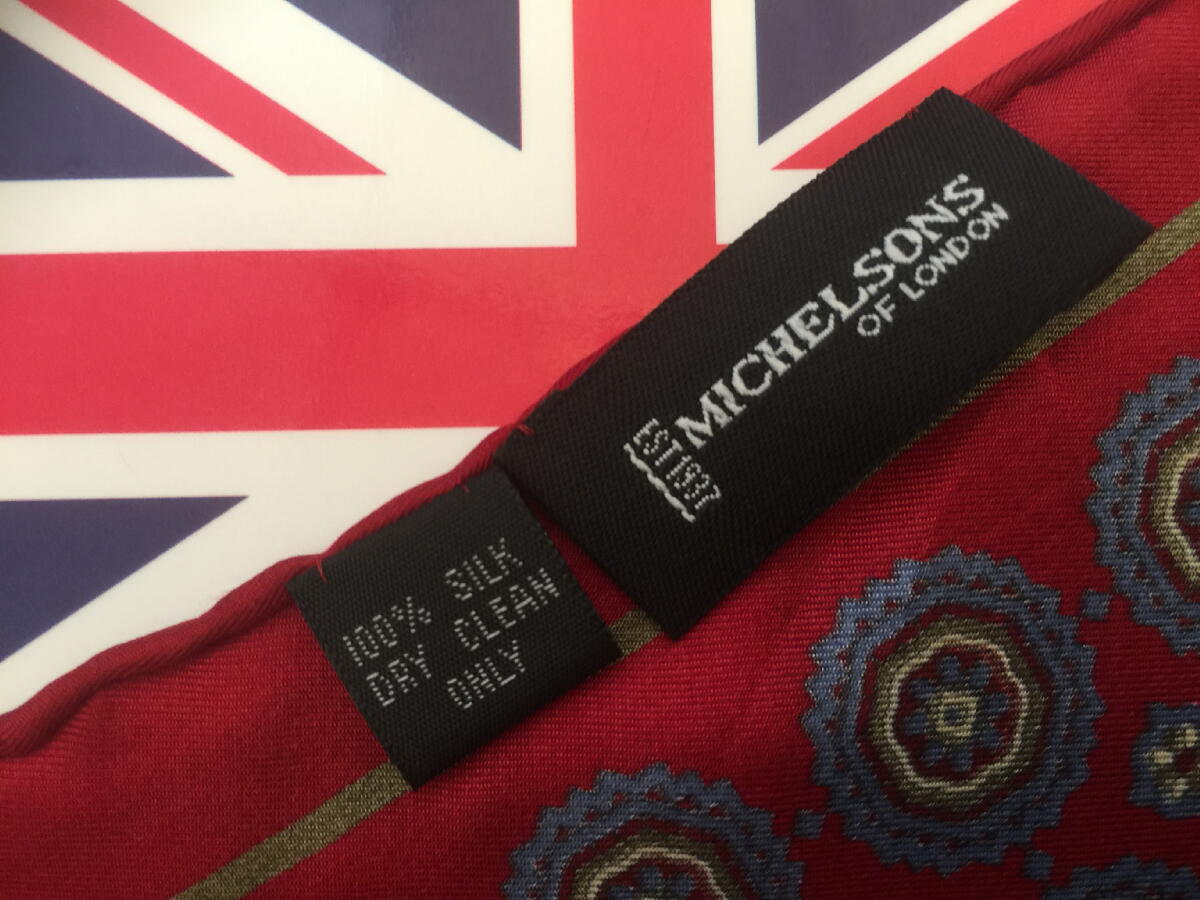 MICHELSONS
OF LONDON
EST 1937
100% SILK
DRY CLEAN
ONLY